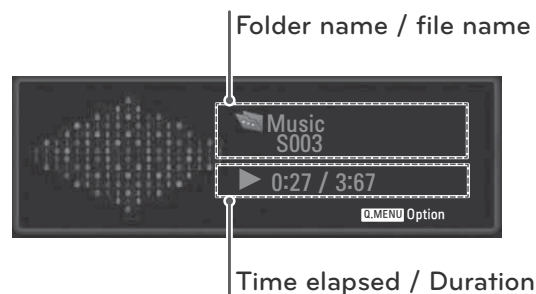 Folder name / file name
Music
S003
0:27 / 3:67
Q.MENU Option
Time elapsed / Duration